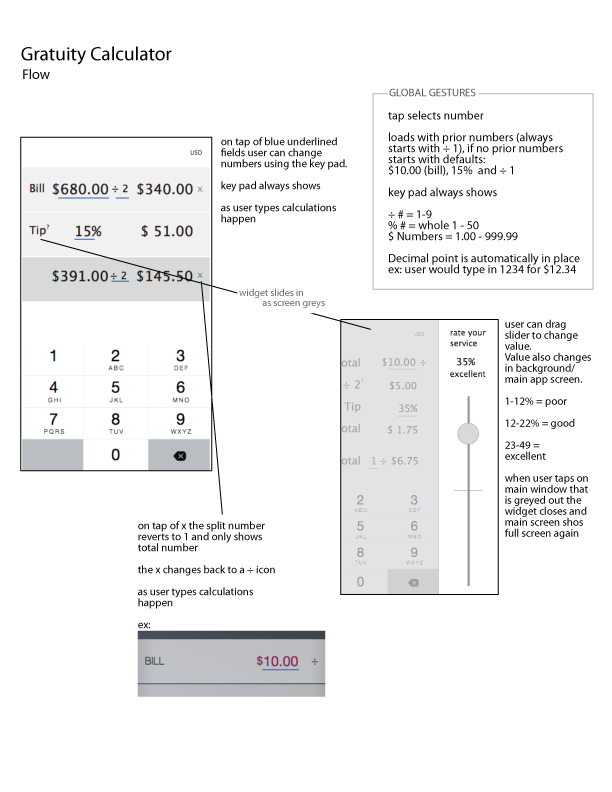 Gratuity Calculator
Flow
GLOBAL GESTURES
tap selects number
loads with prior numbers (always
starts with ÷ 1), if no prior numbers
starts with defaults:
$10.00 (bill), 15% and ÷ 1
key pad always shows
÷ # = 1-9
% # = whole 1 - 50
$ Numbers = 1.00 - 999.99
Decimal point is automatically in place
ex: user would type in 1234 for $12.34
USD
Bill $680.00 ÷ 2 $340.00 x
Tip? 15% $ 51.00
$391.00 ÷ 2 $145.50 x
1 2 3
ABC DEF
4 5 6
GHI JKL MNO
7 8 9
PQRS TUV WXYZ
0
on tap of blue underlined
fields user can change
numbers using the key pad.
key pad always shows
as user types calculations
happen
widget slides in
as screen greys
USD
otal $10.00 ÷
÷ 2' $5.00
Tip 35%
otal $ 1.75
otal 1 ÷ $6.75
2 3
ABC DEF
5 6
JKL MNO
8 9
TUV WXYZ
0
rate your
service
35%
excellent
user can drag
slider to change
value.
Value also changes
in background/
main app screen.
1-12% = poor
12-22% = good
23-49 =
excellent
when user taps on
main window that
is greyed out the
widget closes and
main screen shos
full screen again
on tap of x the split number
reverts to 1 and only shows
total number
the x changes back to a ÷ icon
as user types calculations
happen
ex:
BILL $10.00 ÷